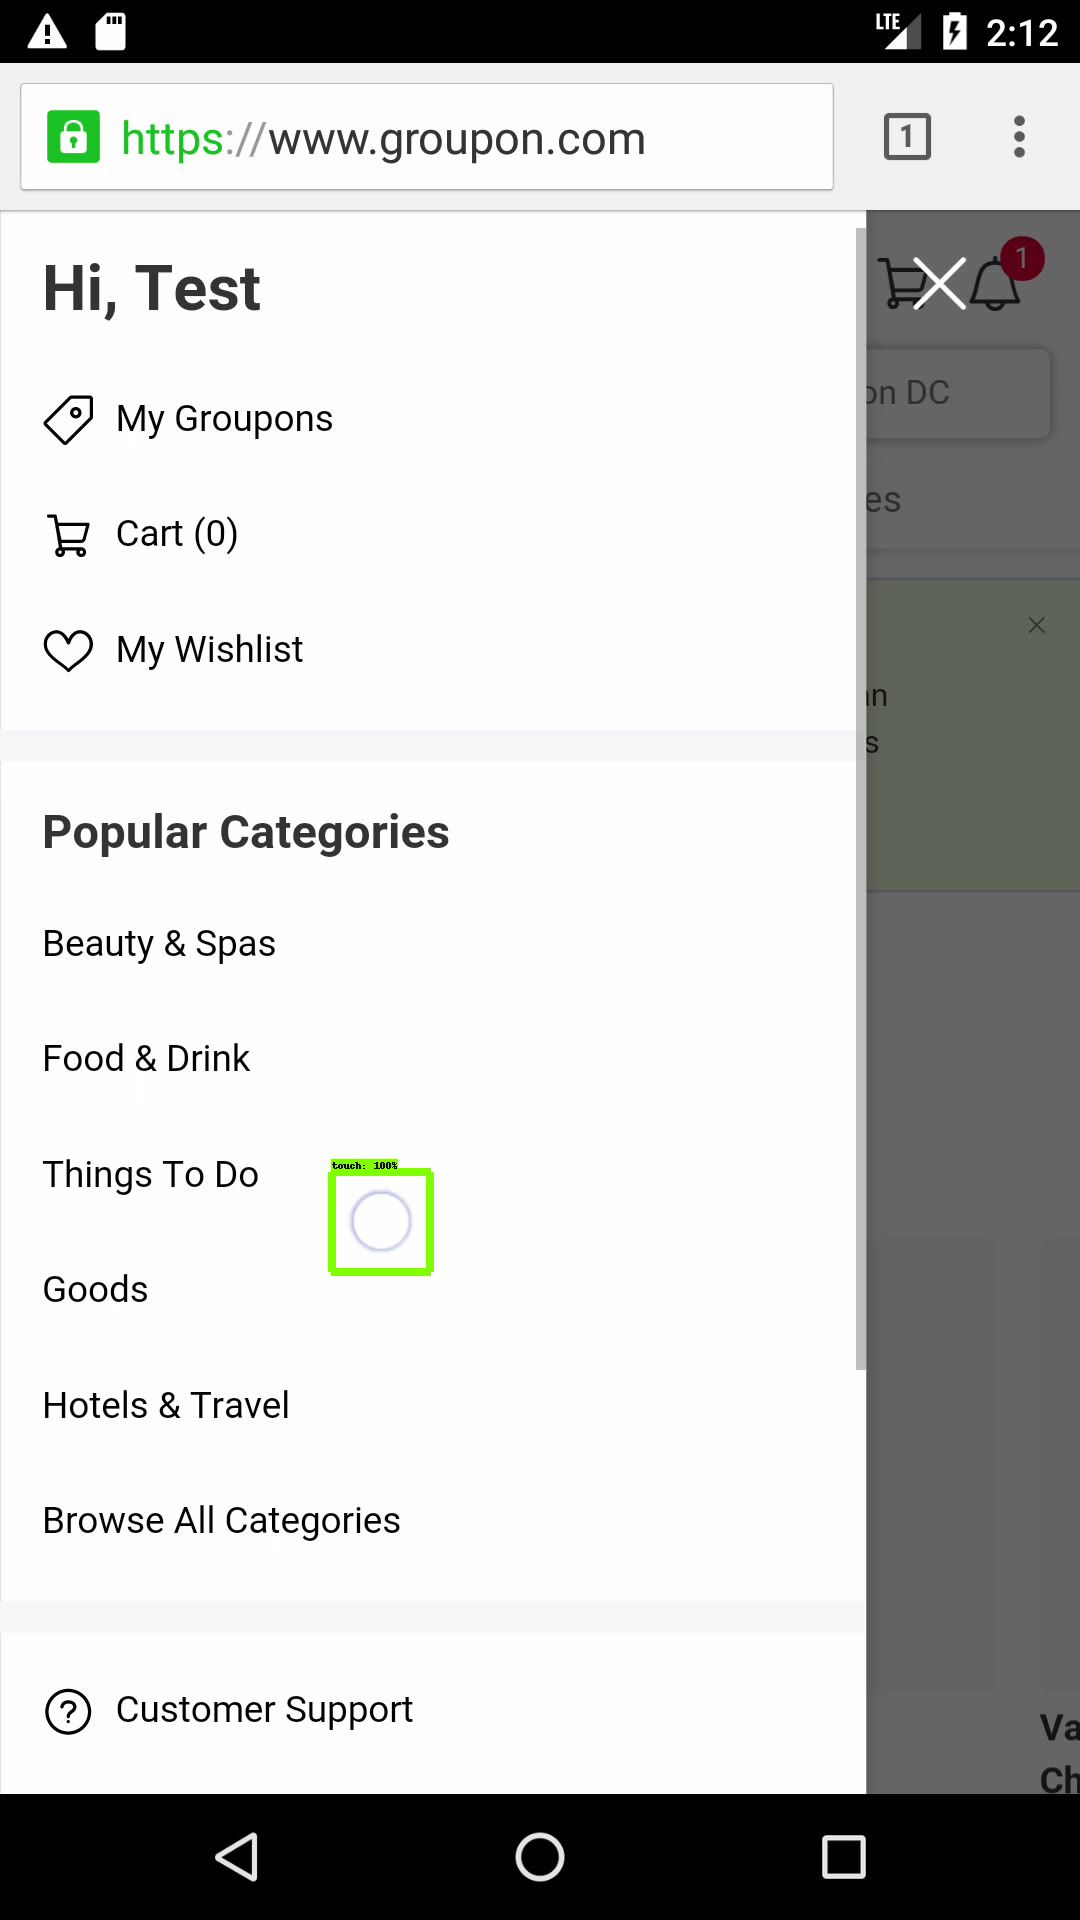 LTE 2:12
https://www.groupon.com 1
Hi, Test
1
My Groupons
on DC
Cart (0)
es
My Wishlist
an
s
Popular Categories
Beauty & Spas
Food & Drink
Things To Do
touch: 100%
Goods
Hotels & Travel
Browse All Categories
Customer Support
Va
Ch